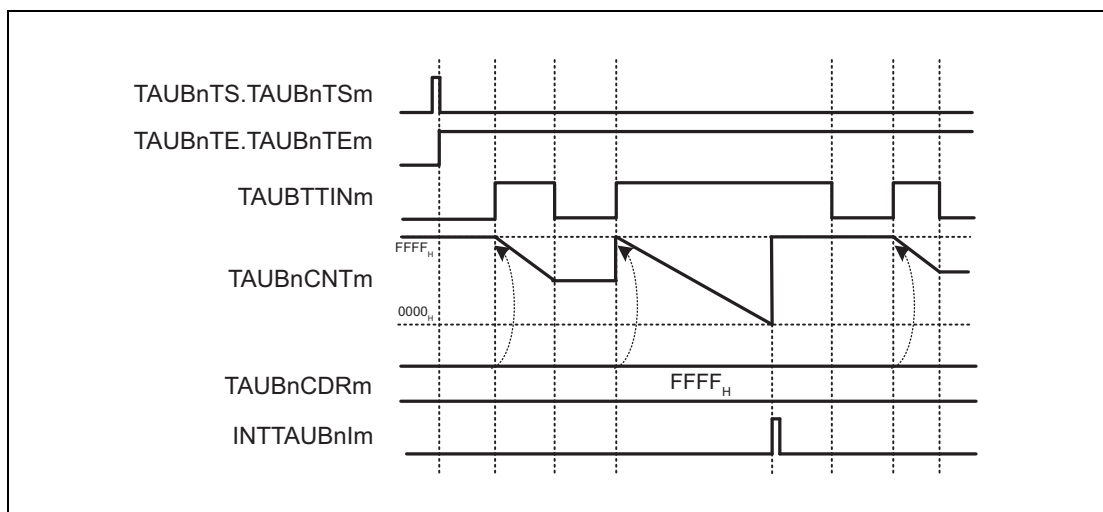 TAUBnTS.TAUBnTSm
TAUBnTE.TAUBnTEm
TAUBTTINm
FFFFH
TAUBnCNTm
0000H
TAUBnCDRm
FFFFH
INTTAUBnIm